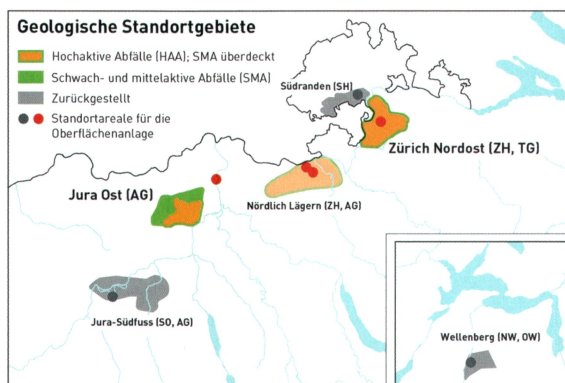 Geologische Standortgebiete
Hochaktive Abfälle (HAA); SMA überdeckt
Schwach- und mittelaktive Abfälle (SMA)
Zurückgestellt
Standortareale für die
Oberflächenanlage
Südranden (SH)
Zürich Nordost (ZH, TG)
Jura Ost (AG)
Nördlich Lägern (ZH, AG)
Jura-Südfuss (SO, AG)
Wellenberg (NW, OW)